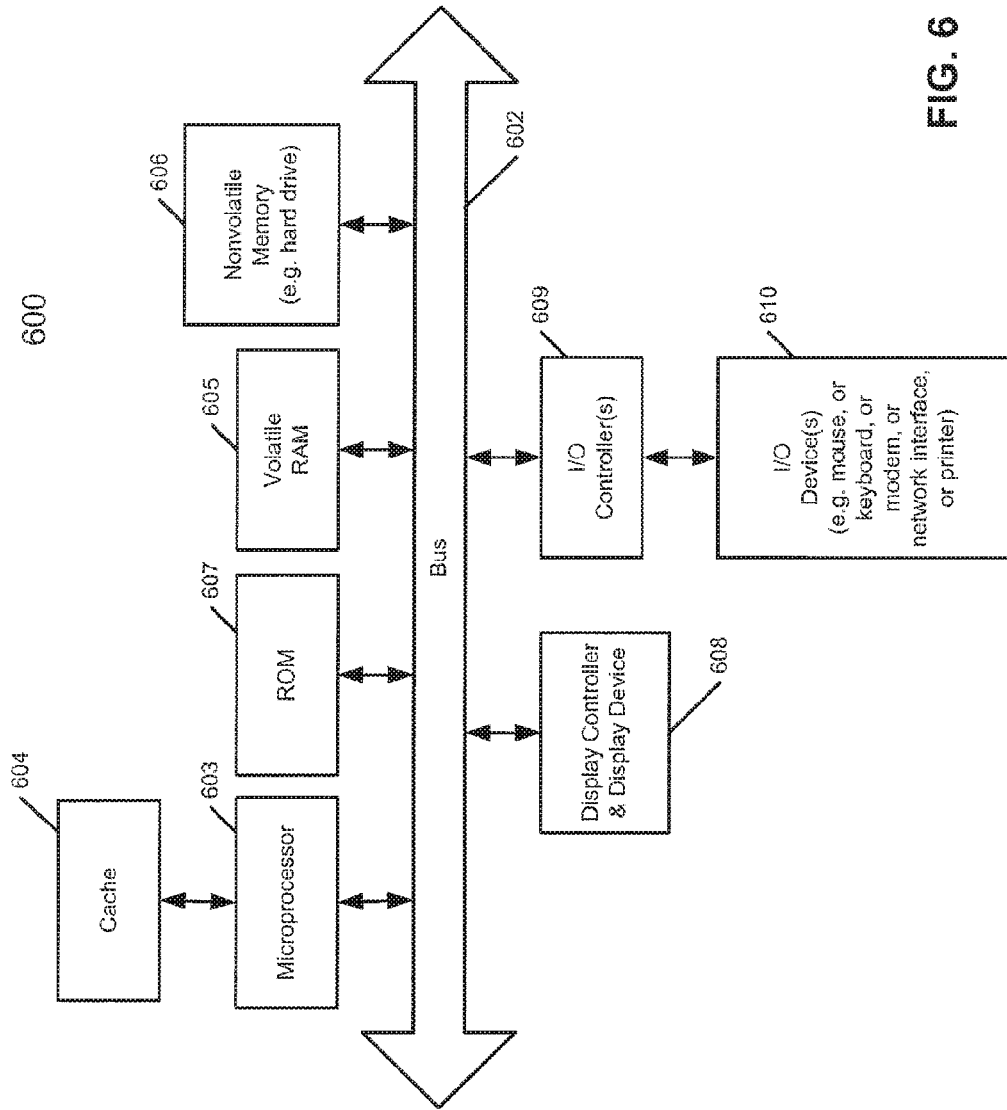 600
604
Cache
603
Microprocessor
607
ROM
605
Volatile
RAM
606
Nonvolatile
Memory
(e.g. hard drive)
Bus
602
Display Controller
& Display Device
608
609
I/O
Controller(s)
610
I/O
Device(s)
(e.g. mouse, or
keyboard, or
modem, or
network interface,
or printer)
FIG. 6